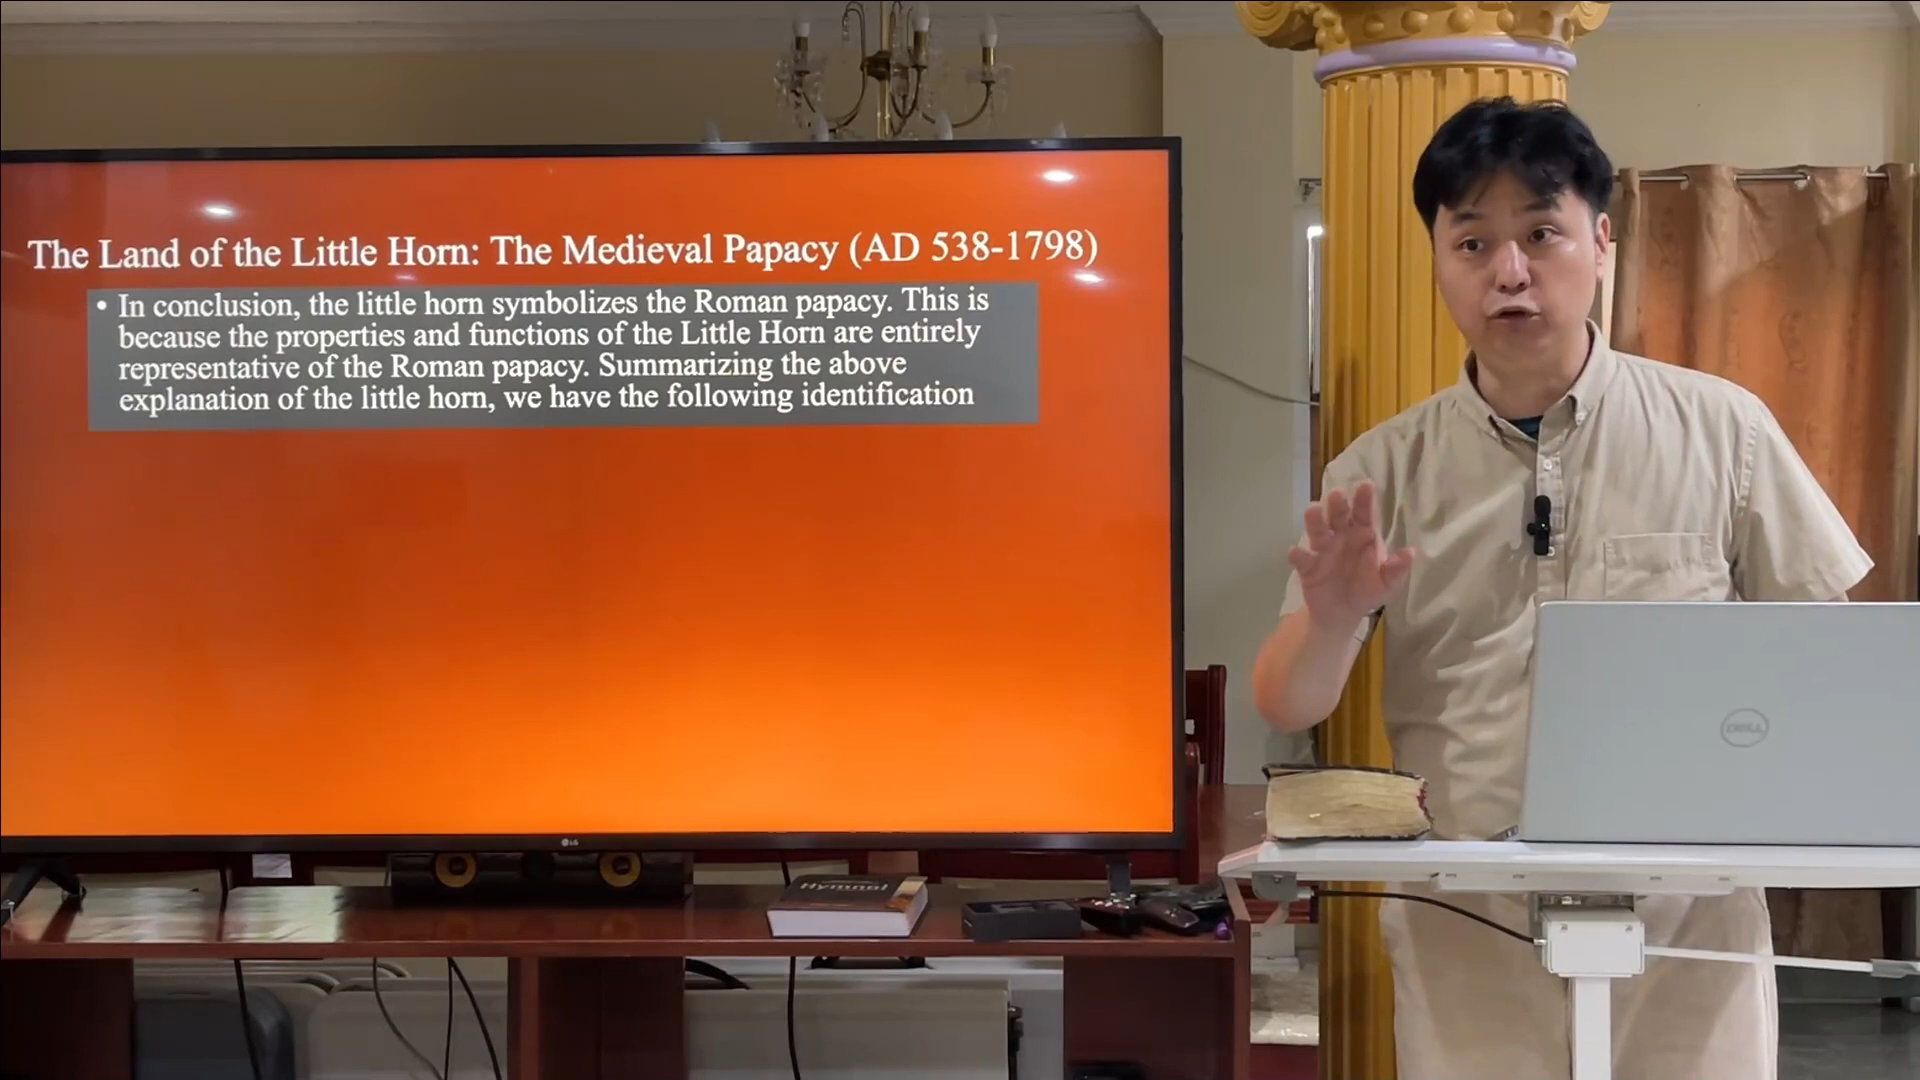 The Land of the Little Horn: The Medieval Papacy (AD 538-1798)
• In conclusion, the little horn symbolizes the Roman papacy. This is
because the properties and functions of the Little Horn are entirely
representative of the Roman papacy. Summarizing the above
explanation of the little horn, we have the following identification
LG
Hymnal
DELL